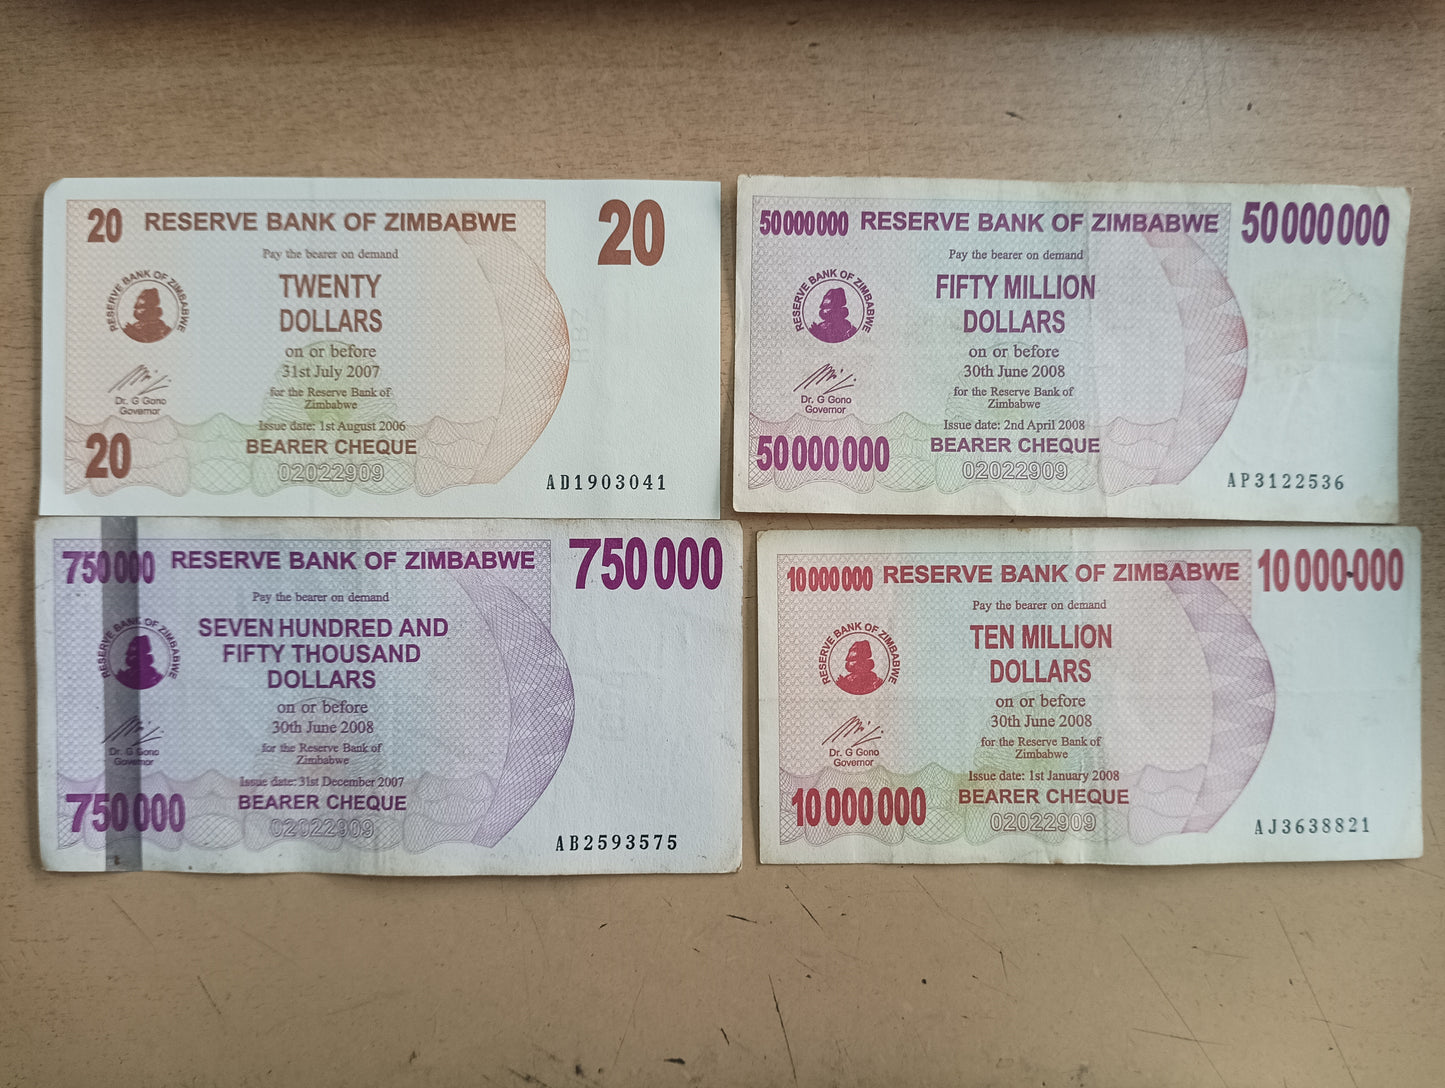 20 RESERVE BANK OF ZIMBABWE 20
Pay the bearer on demand
TWENTY
DOLLARS
RESERVE BANK OF ZIMBABWE
on or before
31st July 2007
for the Reserve Bank of
Zimbabwe
Dr. G Gono
Governor
Issue date: 1st August 2006
20 BEARER CHEQUE
02022909
AD1903041
50000000 RESERVE BANK OF ZIMBABWE 50000000
Pay the bearer on demand
FIFTY MILLION
DOLLARS
RESERVE BANK OF ZIMBABWE
on or before
30th June 2008
for the Reserve Bank of
Zimbabwe
Dr. G Gono
Governor
Issue date: 2nd April 2008
50000000 BEARER CHEQUE
02022909
AP3122536
750000 RESERVE BANK OF ZIMBABWE 750000
Pay the bearer on demand
SEVEN HUNDRED AND
FIFTY THOUSAND
DOLLARS
RESERVE BANK OF ZIMBABWE
on or before
30th June 2008
for the Reserve Bank of
Zimbabwe
Dr. G Gono
Governor
Issue date: 31st December 2007
750000 BEARER CHEQUE
02022909
AB2593575
10000000 RESERVE BANK OF ZIMBABWE 10000000
Pay the bearer on demand
TEN MILLION
DOLLARS
RESERVE BANK OF ZIMBABWE
on or before
30th June 2008
for the Reserve Bank of
Zimbabwe
Dr. G Gono
Governor
Issue date: 1st January 2008
10000000 BEARER CHEQUE
02022909
AJ3638821